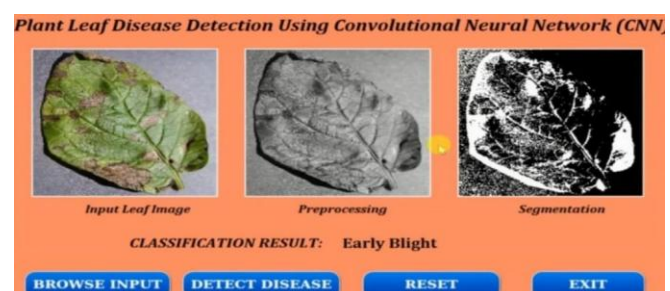 Plant Leaf Disease Detection Using Convolutional Neural Network (CNN)
Input Leaf Image
Preprocessing
Segmentation
CLASSIFICATION RESULT: Early Blight
BROWSE INPUT
DETECT DISEASE
RESET
EXIT